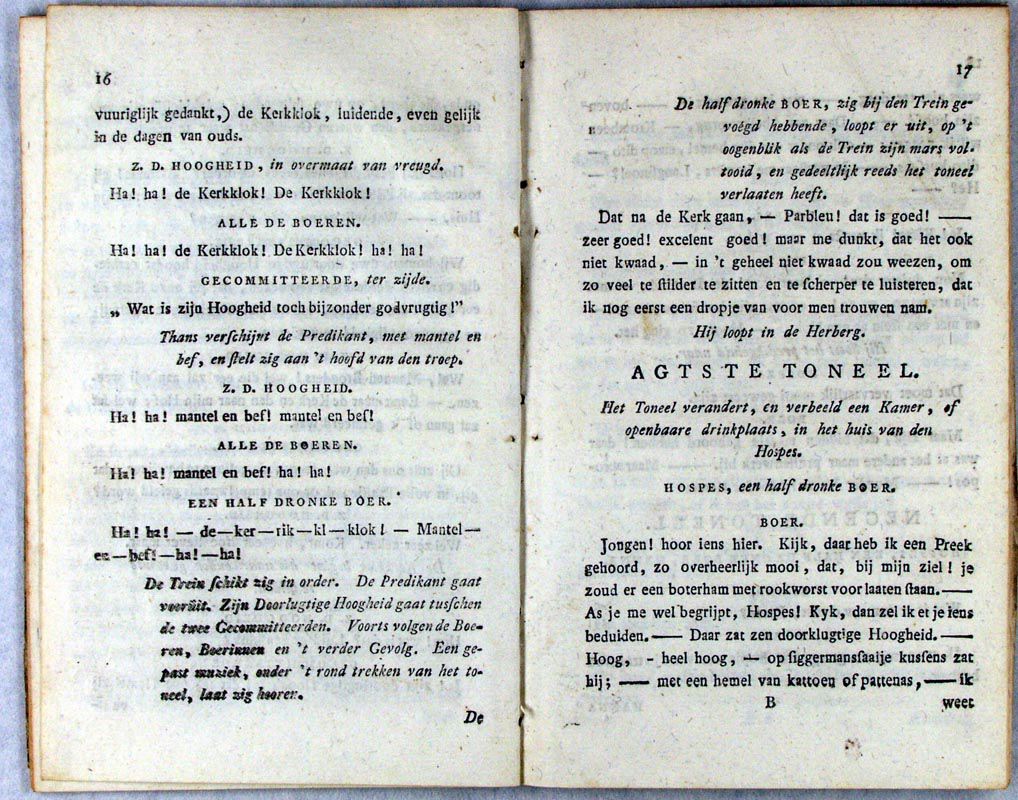 16
vuuriglijk gedankt,) de Kerkklok, luidende, even gelijk
in de dagen van ouds.
Z. D. HOOGHEID, in overmaat van vreugd.
Ha! ha! de Kerkklok! De Kerkklok!
ALLE DE BOEREN.
Ha! ha! de Kerkklok! De Kerkklok! ha! ha!
GECOMMITTEERDE, ter zijde.
„ Wat is zijn Hoogheid toch bijzonder godvrugtig!”
Thans verschijnt de Predikant, met mantel en
bef, en stelt zig aan 't hoofd van den troep.
Z. D. HOOGHEID.
Ha! ha! mantel en bef! mantel en bef!
ALLE DE BOEREN.
Ha! ha! mantel en bef! ha! ha!
EEN HALF DRONKE BOER.
Ha! ha! — de—ker—rik—kl—klok! — Mantel—
en—bef!—ha!—ha!
De Trein schikt zig in order. De Predikant gaat
vooruit. Zijn Doorlugtige Hoogheid gaat tusschen
de twee Gecommitteerden. Voorts volgen de Boe-
ren, Boerinnen en 't verder Gevolg. Een ge-
past muziek, onder 't rond trekken van het to-
neel, laat zig hooren.
De
17
De half dronke BOER, zig bij den Trein ge-
voegd hebbende, loopt er uit, op 't
oogenblik als de Trein zijn mars vol-
tooid, en gedeeltlijk reeds het toneel
verlaaten heeft.
Dat na de Kerk gaan, — Parbleu! dat is goed! —
zeer goed! excelent goed! maar me dunkt, dat het ook
niet kwaad, — in 't geheel niet kwaad zou weezen, om
zo veel te stilder te zitten en te scherper te luisteren, dat
ik nog eerst een dropje van voor men trouwen nam.
Hij loopt in de Herberg.
AGTSTE TONEEL.
Het Toneel verandert, en verbeeld een Kamer, of
openbaare drinkplaats, in het huis van den
Hospes.
HOSPES, een half dronke BOER.
BOER.
Jongen! hoor iens hier. Kijk, daar heb ik een Preek
gehoord, zo overheerlijk mooi, dat, bij mijn ziel! je
zoud er een boterham met rookworst voor laaten staan.—
As je me wel begrijpt, Hospes! Kyk, dan zel ik et je iens
beduiden.— Daar zat zen doorklugtige Hoogheid.—
Hoog, - heel hoog, — op siggermanssaaije kussens zat
hij; — met een hemel van kattoen of pattenas, — ik
B
weet